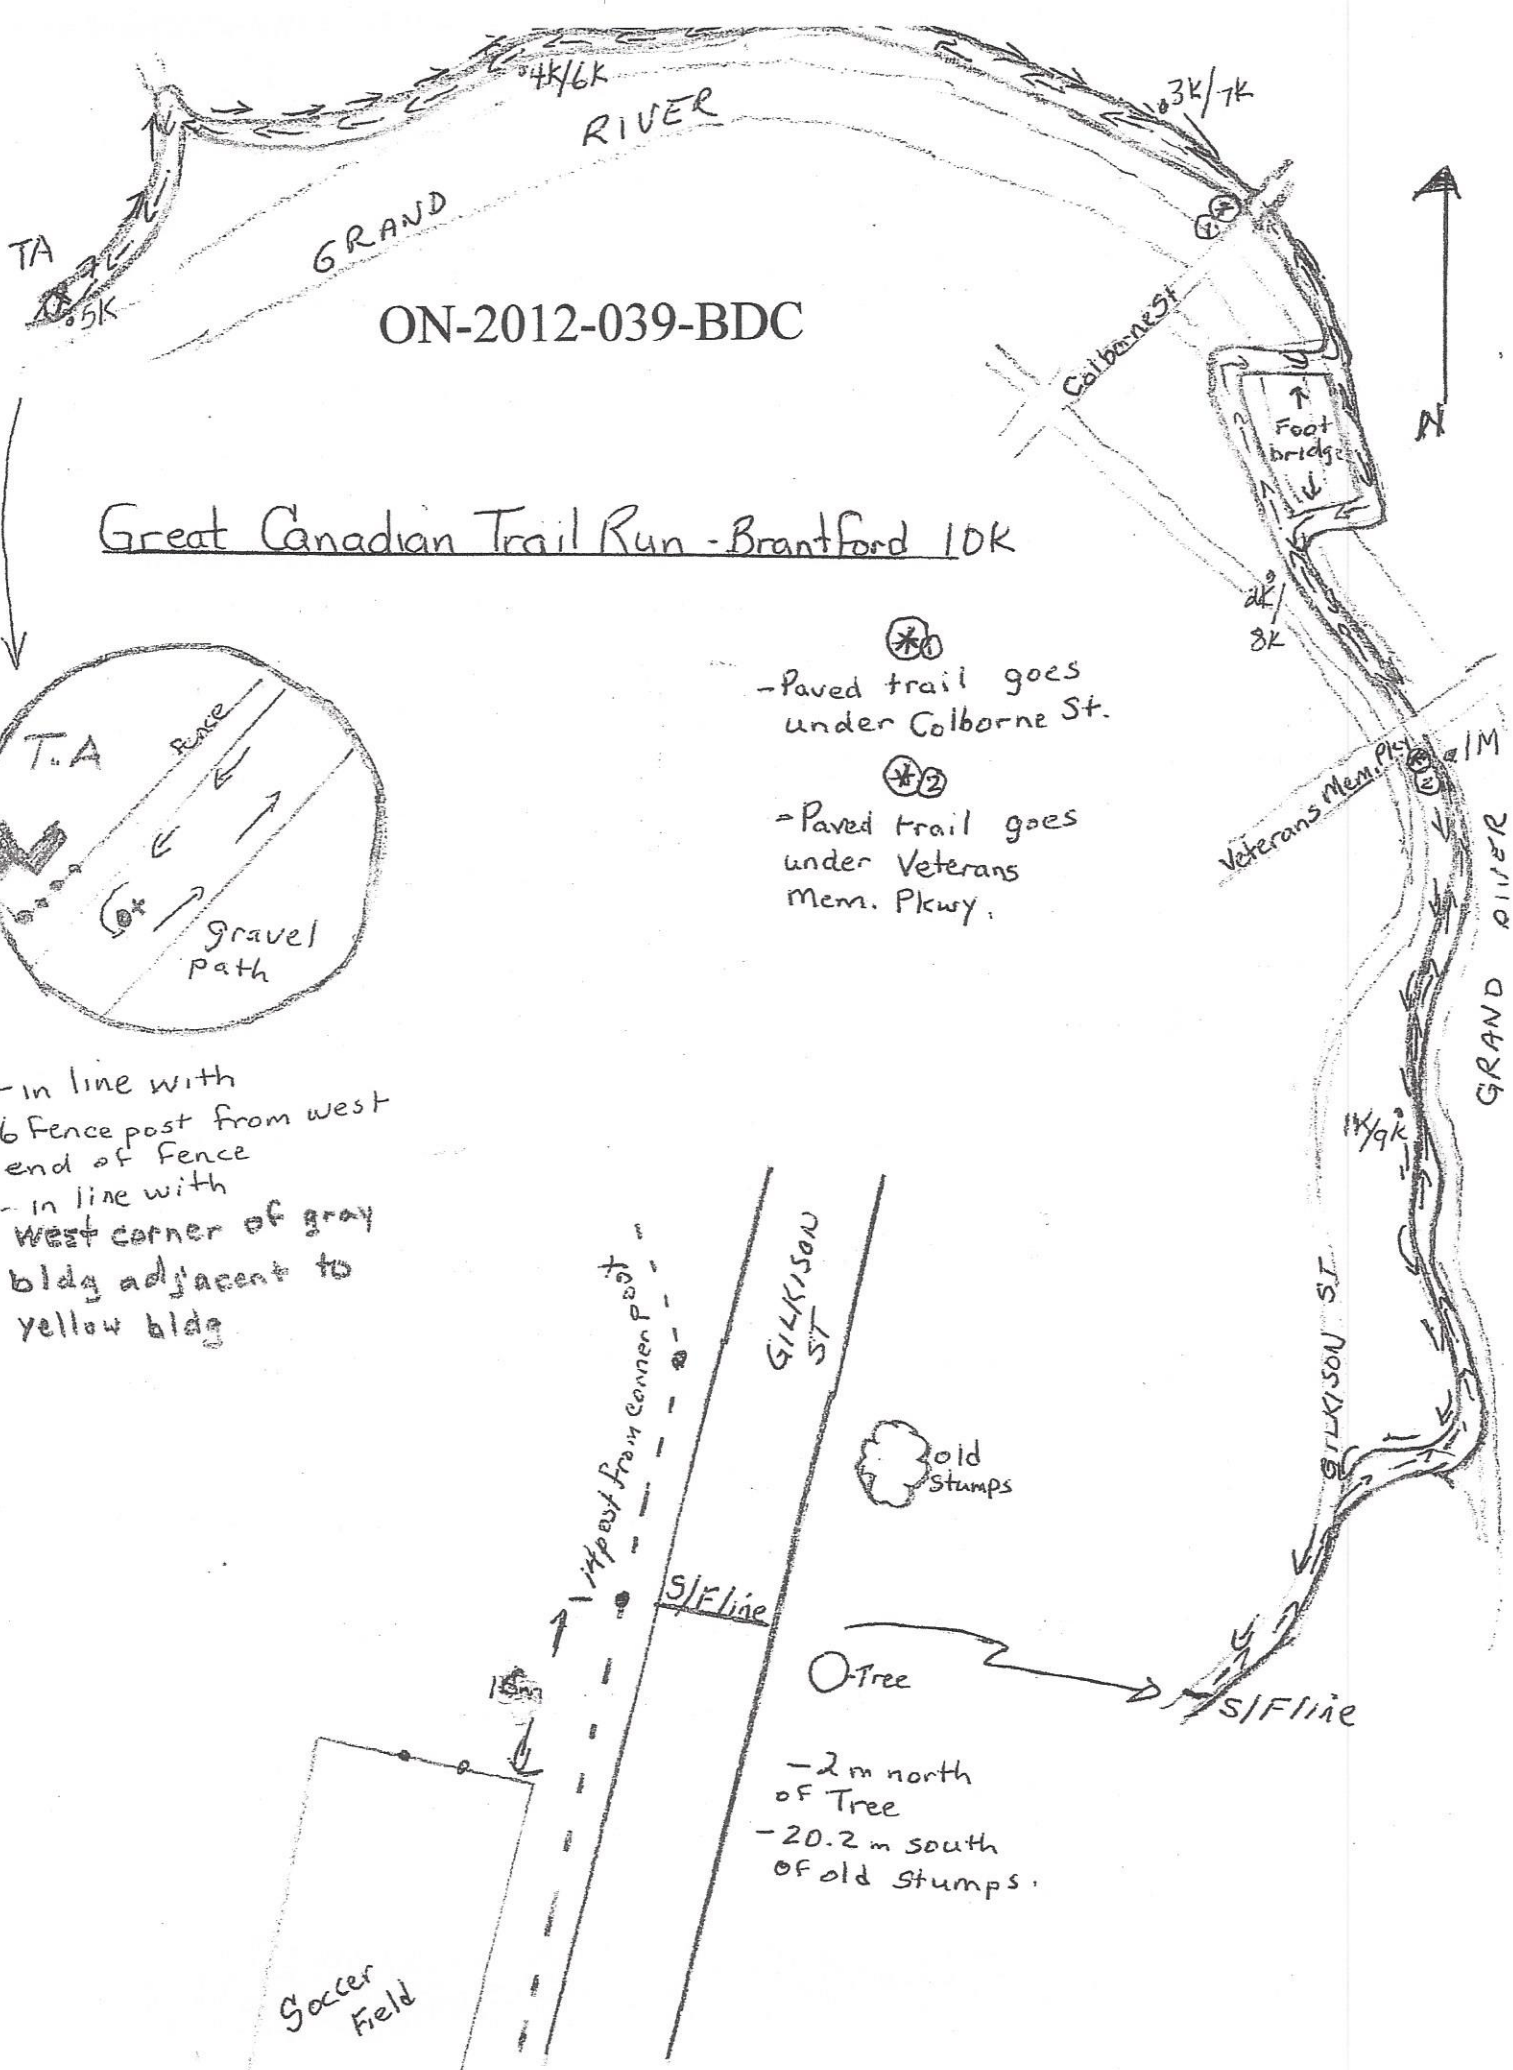 4K/6K
3K/7K
GRAND RIVER
TA
5K
ON-2012-039-BDC
Colborne St
N
Foot
bridge
Great Canadian Trail Run - Brantford 10K
2K/
8K
* 1
- Paved trail goes
under Colborne St.
* 2
- Paved trail goes
under Veterans
Mem. Pkwy.
1M
* 2
Veterans Mem. Pkwy
GRAND RIVER
T.A
Fence
gravel
path
- in line with
6 Fence post from west
end of Fence
- in line with
west corner of gray
bldg adjacent to
yellow bldg
1K/9K
GILKISON ST
GILKISON
ST
14 post from corner post
old
stumps
S/F line
Tree
S/F line
- 2m north
of Tree
- 20.2m south
of old stumps.
Soccer
Field